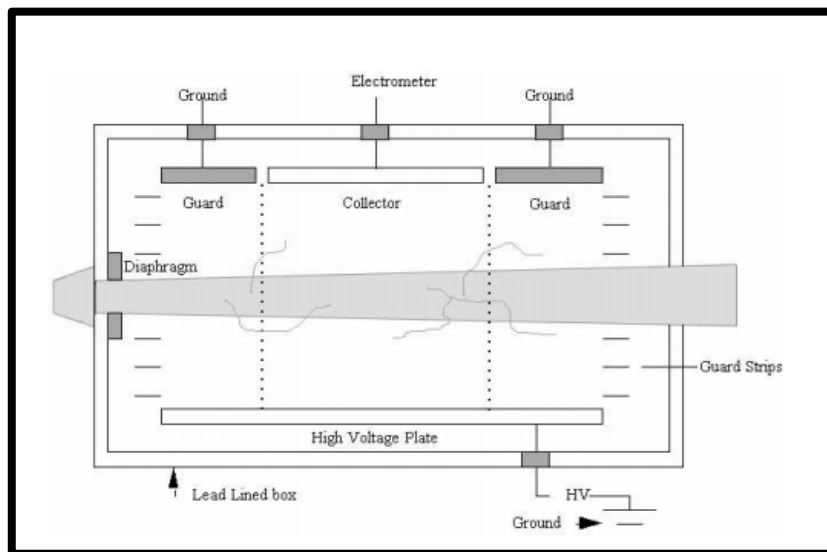 Electrometer
Ground
Ground
Guard
Collector
Guard
Diaphragm
Guard Strips
High Voltage Plate
Lead Lined box
HV
Ground